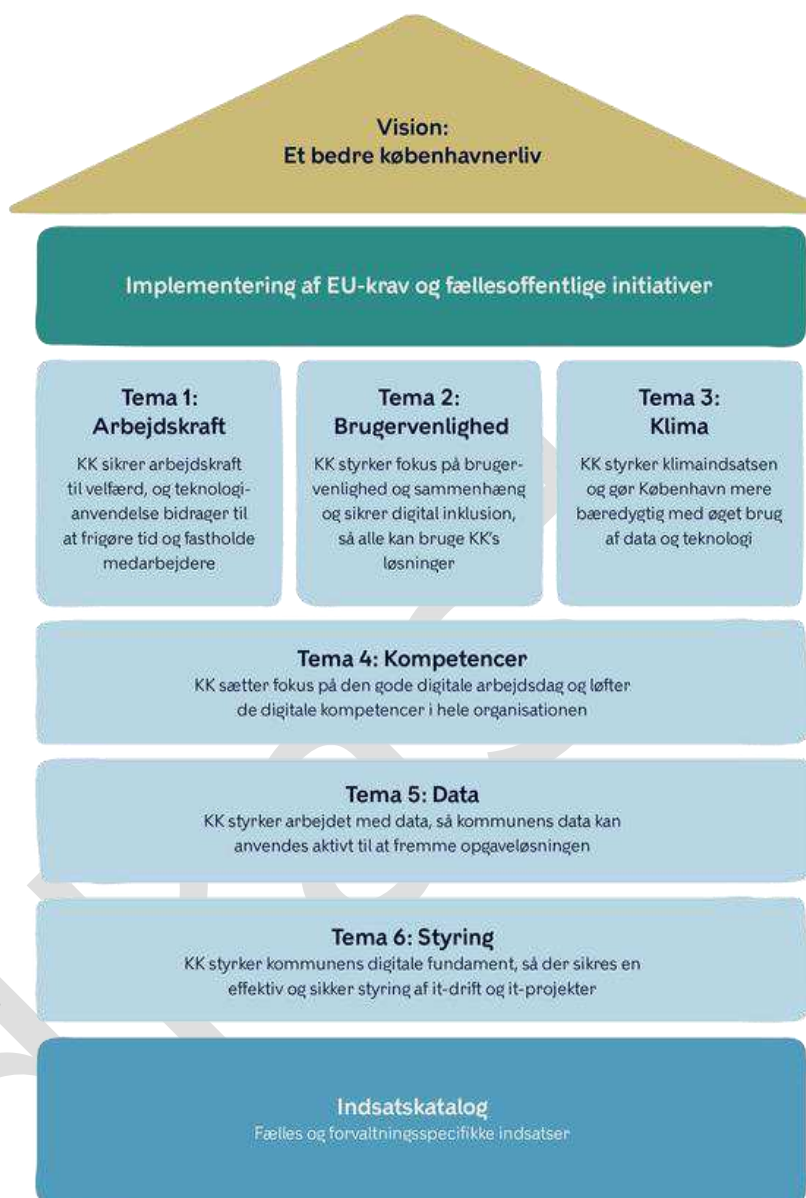 Vision:
Et bedre københavnerliv
Implementering af EU-krav og fællesoffentlige initiativer
Tema 1:
Arbejdskraft
KK sikrer arbejdskraft
til velfærd, og teknologi-
anvendelse bidrager til
at frigøre tid og fastholde
medarbejdere
Tema 2:
Brugervenlighed
KK styrker fokus på bruger-
venlighed og sammenhæng
og sikrer digital inklusion,
så alle kan bruge KK's
løsninger
Tema 3:
Klima
KK styrker klimaindsatsen
og gør København mere
bæredygtig med øget brug
af data og teknologi
Tema 4: Kompetencer
KK sætter fokus på den gode digitale arbejdsdag og løfter
de digitale kompetencer i hele organisationen
Tema 5: Data
KK styrker arbejdet med data, så kommunens data kan
anvendes aktivt til at fremme opgaveløsningen
Tema 6: Styring
KK styrker kommunens digitale fundament, så der sikres en
effektiv og sikker styring af it-drift og it-projekter
Indsatskatalog
Fælles og forvaltningsspecifikke indsatser